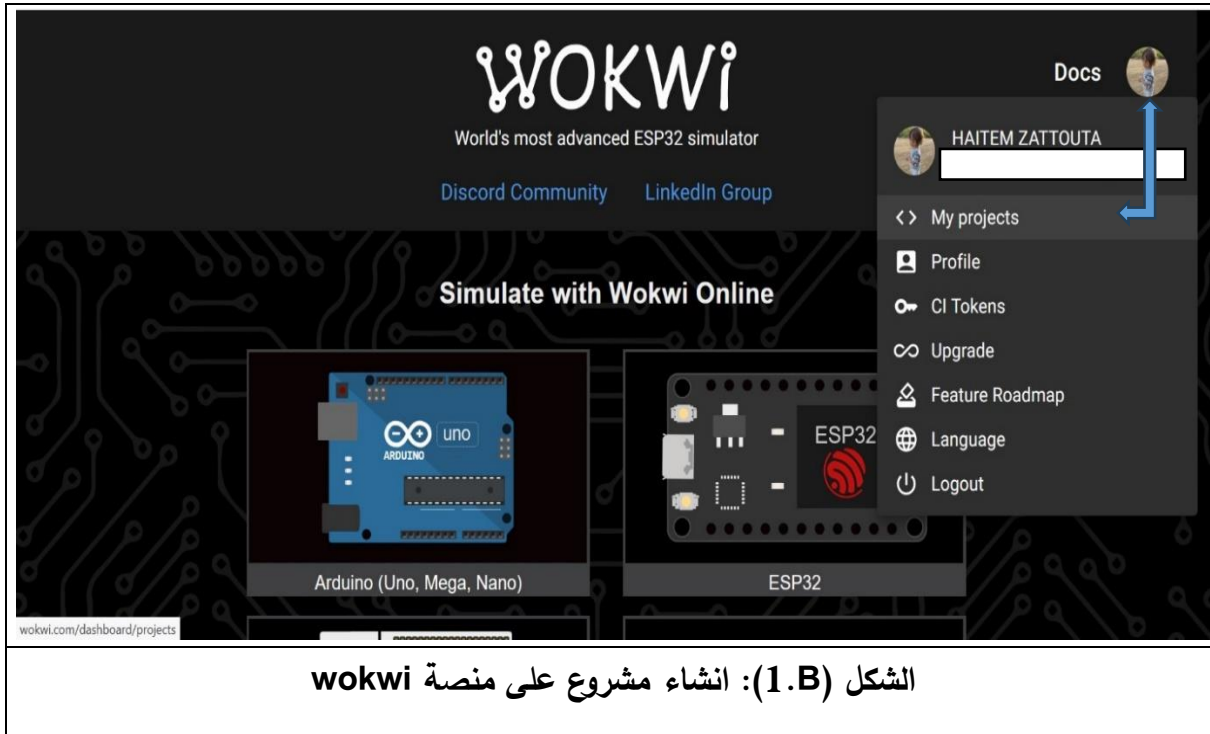 WOKWi
World's most advanced ESP32 simulator
Discord Community LinkedIn Group
Docs
HAITEM ZATTOUTA
My projects
Profile
CI Tokens
Upgrade
Feature Roadmap
Language
Logout
Simulate with Wokwi Online
UNO
ARDUINO
ESP32
Arduino (Uno, Mega, Nano)
ESP32
wokwi.com/dashboard/projects
الشكل (1.B): انشاء مشروع على منصة wokwi